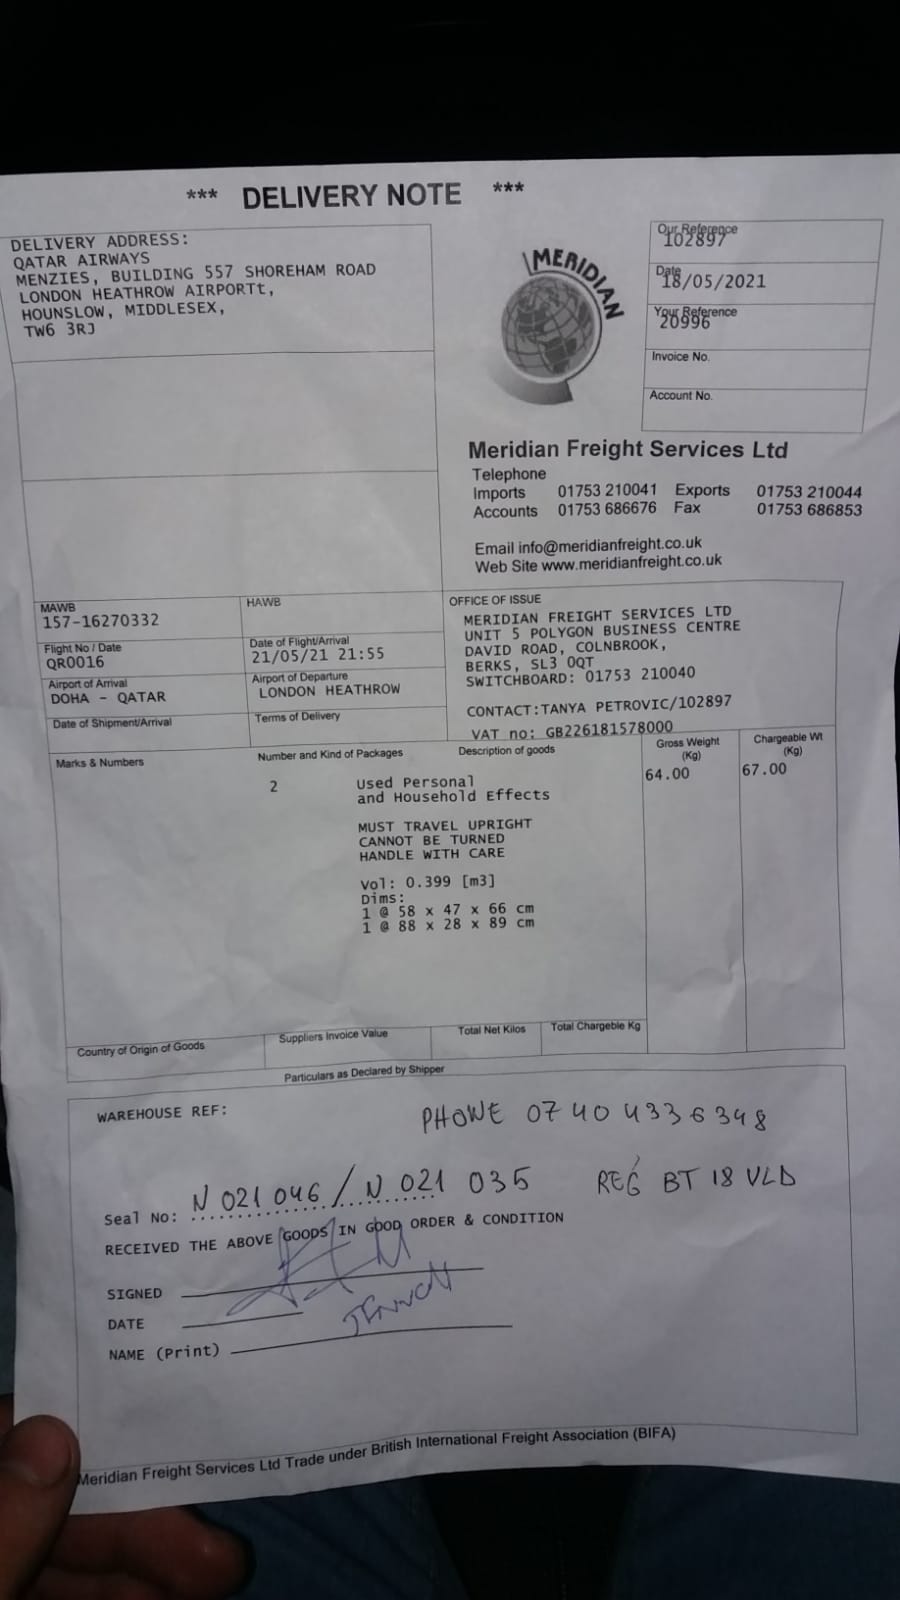 *** DELIVERY NOTE ***
DELIVERY ADDRESS:
QATAR AIRWAYS
MENZIES, BUILDING 557 SHOREHAM ROAD
LONDON HEATHROW AIRPORTt,
HOUNSLOW, MIDDLESEX,
TW6 3RJ
Our Reference
102897
Date
18/05/2021
Your Reference
20996
Invoice No.
Account No.
MERIDIAN
Meridian Freight Services Ltd
Telephone
Imports 01753 210041 Exports 01753 210044
Accounts 01753 686676 Fax 01753 686853
Email info@meridianfreight.co.uk
Web Site www.meridianfreight.co.uk
MAWB
157-16270332
HAWB
Flight No / Date
QR0016
Date of Flight/Arrival
21/05/21 21:55
Airport of Arrival
DOHA - QATAR
Airport of Departure
LONDON HEATHROW
Date of Shipment/Arrival
Terms of Delivery
OFFICE OF ISSUE
MERIDIAN FREIGHT SERVICES LTD
UNIT 5 POLYGON BUSINESS CENTRE
DAVID ROAD, COLNBROOK,
BERKS, SL3 0QT
SWITCHBOARD: 01753 210040
CONTACT:TANYA PETROVIC/102897
VAT no: GB226181578000
Marks & Numbers
Number and Kind of Packages
Description of goods
Gross Weight
(Kg)
Chargeable Wt
(Kg)
2 Used Personal 64.00 67.00
and Household Effects
MUST TRAVEL UPRIGHT
CANNOT BE TURNED
HANDLE WITH CARE
Vol: 0.399 [m3]
Dims:
1 @ 58 x 47 x 66 cm
1 @ 88 x 28 x 89 cm
Country of Origin of Goods
Suppliers Invoice Value
Total Net Kilos
Total Chargeble Kg
Particulars as Declared by Shipper
WAREHOUSE REF:
PHONE 07404336348
Seal No: N 021 046 / N 021 035 REG BT 18 VLD
RECEIVED THE ABOVE GOODS IN GOOD ORDER & CONDITION
SIGNED
DATE
NAME (Print)
Meridian Freight Services Ltd Trade under British International Freight Association (BIFA)